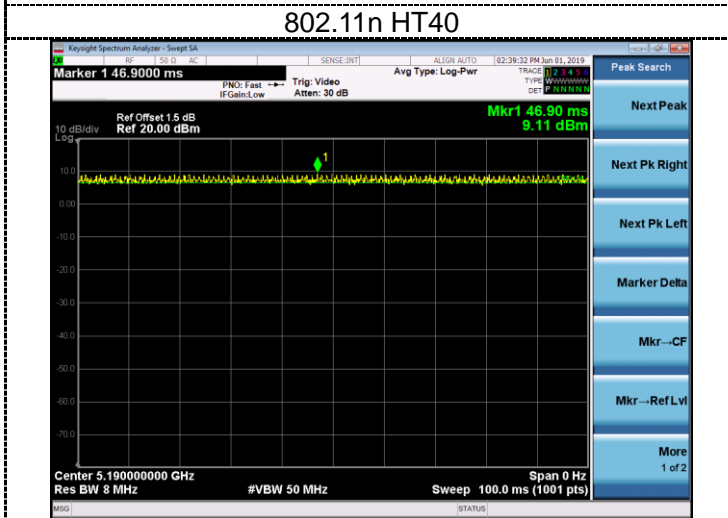 802.11n HT40
Keysight Spectrum Analyzer - Swept SA
LXI RF 50 Ω AC SENSE:INT ALIGN AUTO 02:39:32 PM Jun 01, 2019
Marker 1 46.9000 ms
PNO: Fast
IFGain:Low
Trig: Video
Atten: 30 dB
Avg Type: Log-Pwr
TRACE 1 2 3 4 5 6
TYPE WWWWWW
DET P NNNNN
Peak Search
Mkr1 46.90 ms
9.11 dBm
Ref Offset 1.5 dB
10 dB/div Ref 20.00 dBm
Log
1
10.0
0.00
-10.0
-20.0
-30.0
-40.0
-50.0
-60.0
-70.0
Next Peak
Next Pk Right
Next Pk Left
Marker Delta
Mkr→CF
Mkr→Ref Lvl
More
1 of 2
Center 5.190000000 GHz Span 0 Hz
Res BW 8 MHz #VBW 50 MHz Sweep 100.0 ms (1001 pts)
MSG STATUS